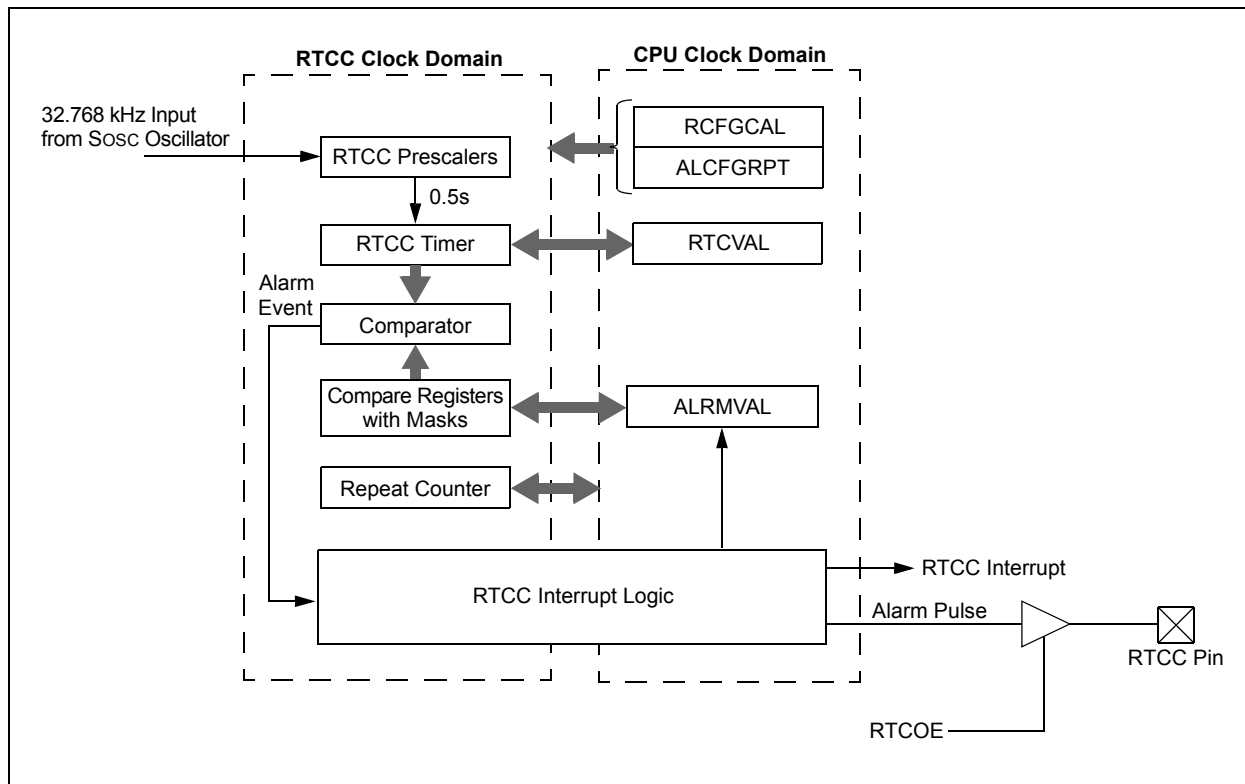 RTCC Clock Domain
CPU Clock Domain
32.768 kHz Input
from SOSC Oscillator
RTCC Prescalers
RCFGCAL
ALCFGRPT
0.5s
RTCC Timer
RTCVAL
Alarm
Event
Comparator
Compare Registers
with Masks
ALRMVAL
Repeat Counter
RTCC Interrupt Logic
RTCC Interrupt
Alarm Pulse
RTCC Pin
RTCOE